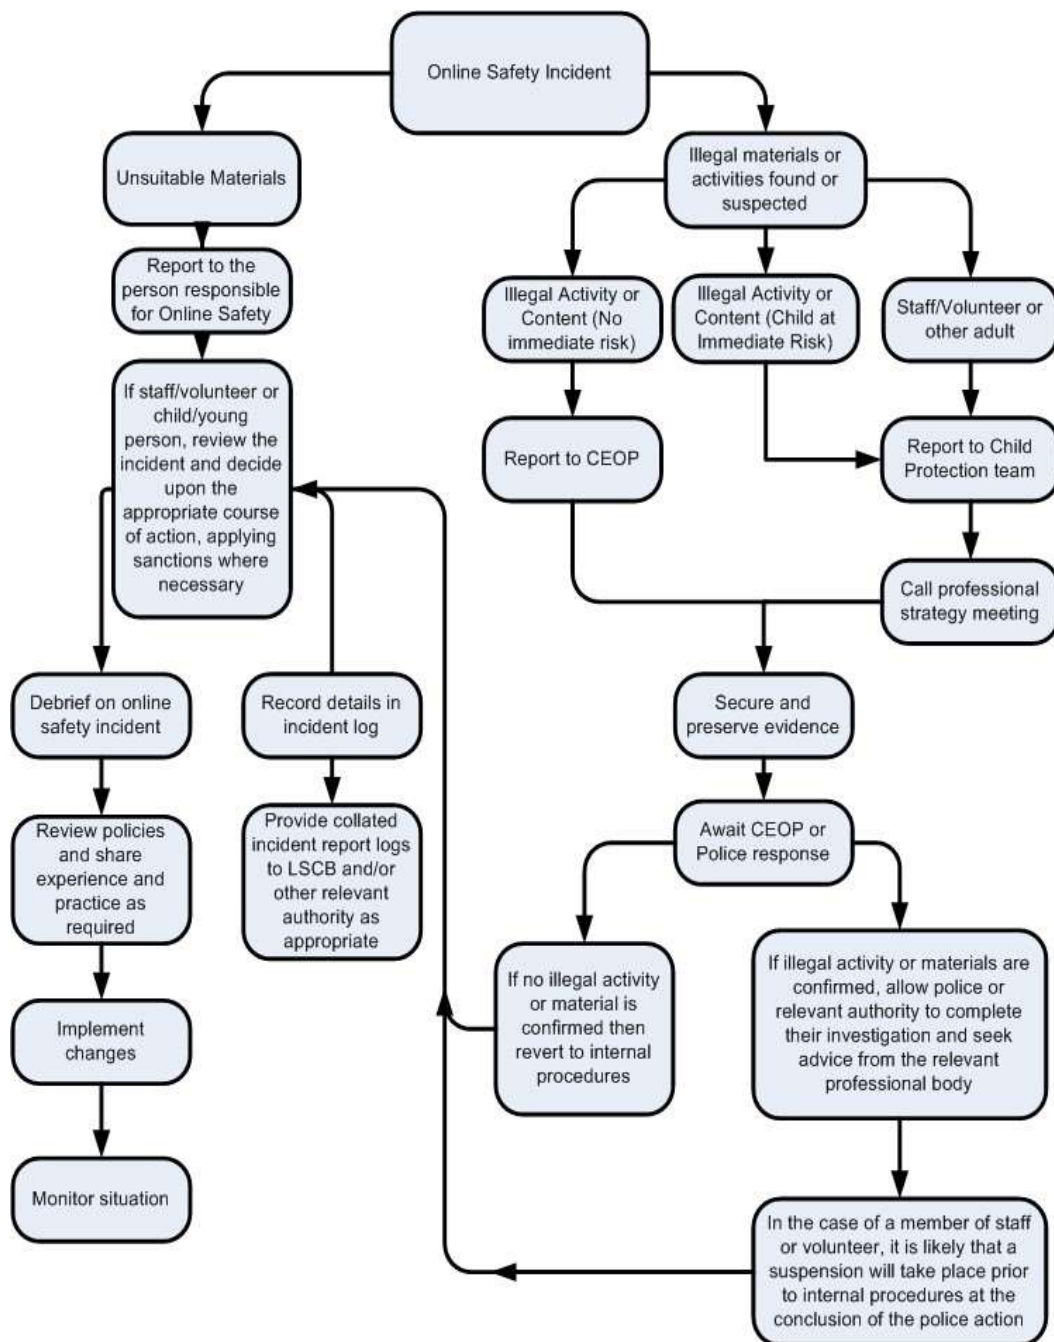 Online Safety Incident
Unsuitable Materials
Report to the
person responsible
for Online Safety
If staff/volunteer or
child/young
person, review the
incident and decide
upon the
appropriate course
of action, applying
sanctions where
necessary
Debrief on online
safety incident
Review policies
and share
experience and
practice as
required
Implement
changes
Monitor situation
Record details in
incident log
Provide collated
incident report logs
to LSCB and/or
other relevant
authority as
appropriate
Illegal materials or
activities found or
suspected
Illegal Activity or
Content (No
immediate risk)
Illegal Activity or
Content (Child at
Immediate Risk)
Staff/Volunteer or
other adult
Report to CEOP
Report to Child
Protection team
Call professional
strategy meeting
Secure and
preserve evidence
Await CEOP or
Police response
If no illegal activity
or material is
confirmed then
revert to internal
procedures
If illegal activity or materials are
confirmed, allow police or
relevant authority to complete
their investigation and seek
advice from the relevant
professional body
In the case of a member of staff
or volunteer, it is likely that a
suspension will take place prior
to internal procedures at the
conclusion of the police action